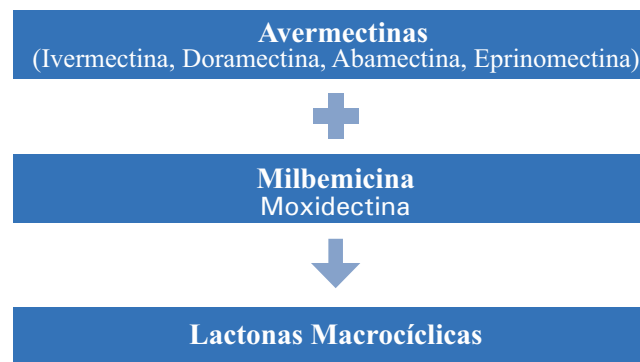 Avermectinas
(Ivermectina, Doramectina, Abamectina, Eprinomectina)
Milbemicina
Moxidectina
Lactonas Macrocíclicas